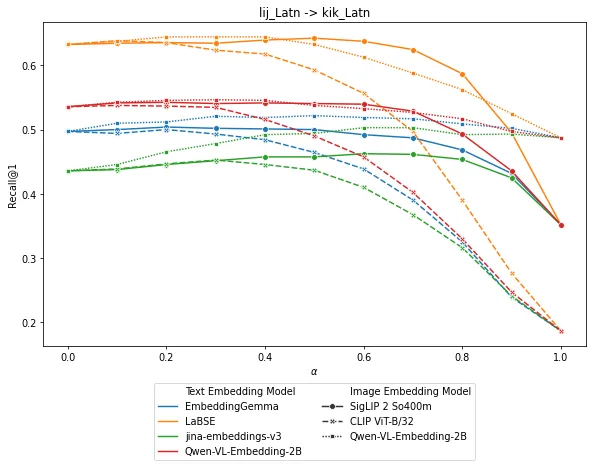 lij_Latn -> kik_Latn
Recall@1
0.6
0.5
0.4
0.3
0.2
0.0 0.2 0.4 0.6 0.8 1.0
α
Text Embedding Model Image Embedding Model
EmbeddingGemma SigLIP 2 So400m
LaBSE CLIP ViT-B/32
jina-embeddings-v3 Qwen-VL-Embedding-2B
Qwen-VL-Embedding-2B